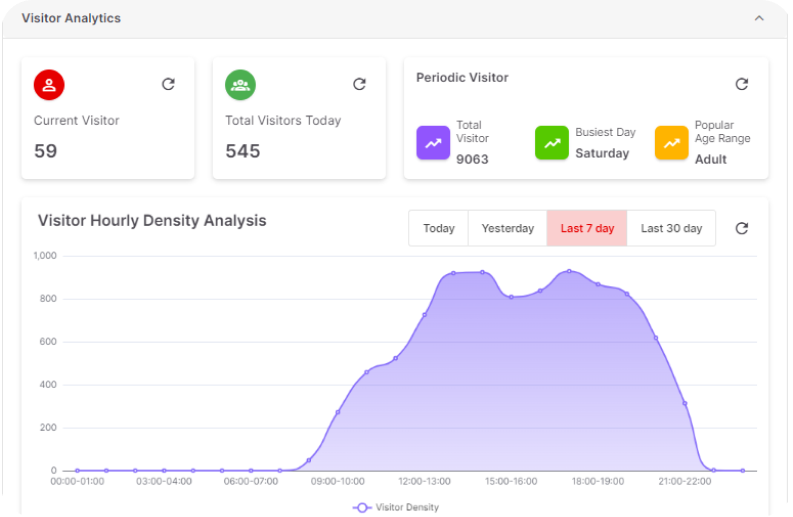 Visitor Analytics
Current Visitor
59
Total Visitors Today
545
Periodic Visitor
Total
Visitor
9063
Busiest Day
Saturday
Popular
Age Range
Adult
Visitor Hourly Density Analysis
Today
Yesterday
Last 7 day
Last 30 day
1,000
800
600
400
200
0
00:00-01:00
03:00-04:00
06:00-07:00
09:00-10:00
12:00-13:00
15:00-16:00
18:00-19:00
21:00-22:00
Visitor Density